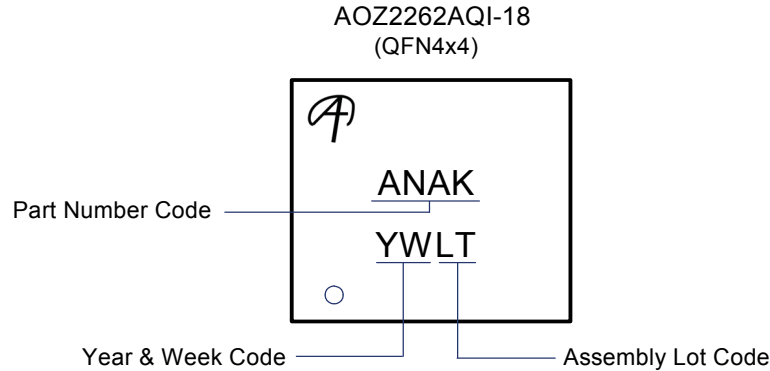 AOZ2262AQI-18
(QFN4x4)
ANAK
Part Number Code
YWLT
Year & Week Code
Assembly Lot Code